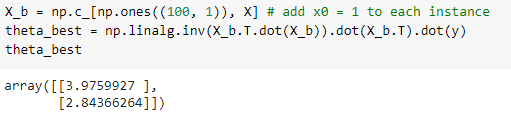 X_b = np.c_[np.ones((100, 1)), X] # add x0 = 1 to each instance
theta_best = np.linalg.inv(X_b.T.dot(X_b)).dot(X_b.T).dot(y)
theta_best
array([[3.9759927 ],
       [2.84366264]])